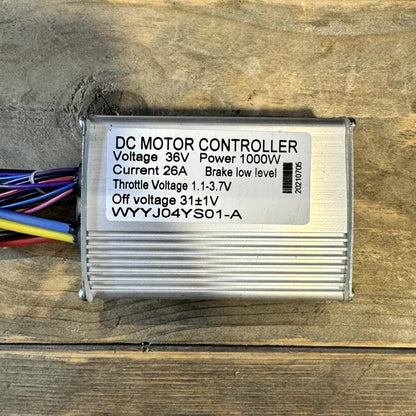 DC MOTOR CONTROLLER
Voltage 36V Power 1000W
Current 26A Brake low level
Throttle Voltage 1.1-3.7V
Off voltage 31±1V
WYYJ04YS01-A
20210705